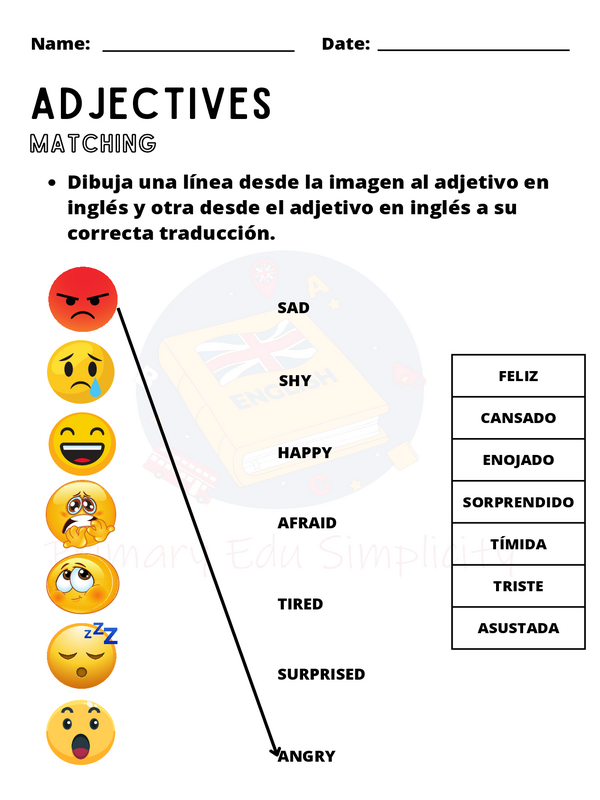 Name: Date:
ADJECTIVES
MATCHING
• Dibuja una línea desde la imagen al adjetivo en
inglés y otra desde el adjetivo en inglés a su
correcta traducción.
SAD
SHY
HAPPY
AFRAID
TIRED
SURPRISED
ANGRY
FELIZ
CANSADO
ENOJADO
SORPRENDIDO
TÍMIDA
TRISTE
ASUSTADA
zZZ
A
ENGLISH
Primary Edu Simplicity